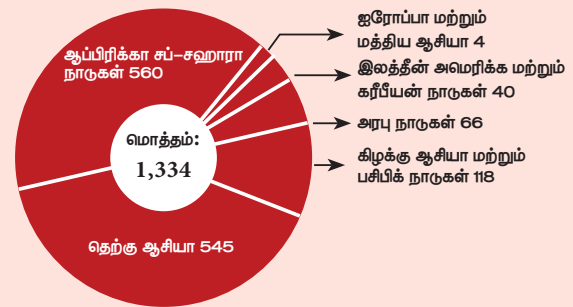 ஐரோப்பா மற்றும்
மத்திய ஆசியா 4
ஆப்பிரிக்கா சப்-சஹாரா
நாடுகள் 560
இலத்தீன் அமெரிக்க மற்றும்
கரீபீயன் நாடுகள் 40
அரபு நாடுகள் 66
மொத்தம்:
1,334
கிழக்கு ஆசியா மற்றும்
பசிபிக் நாடுகள் 118
தெற்கு ஆசியா 545